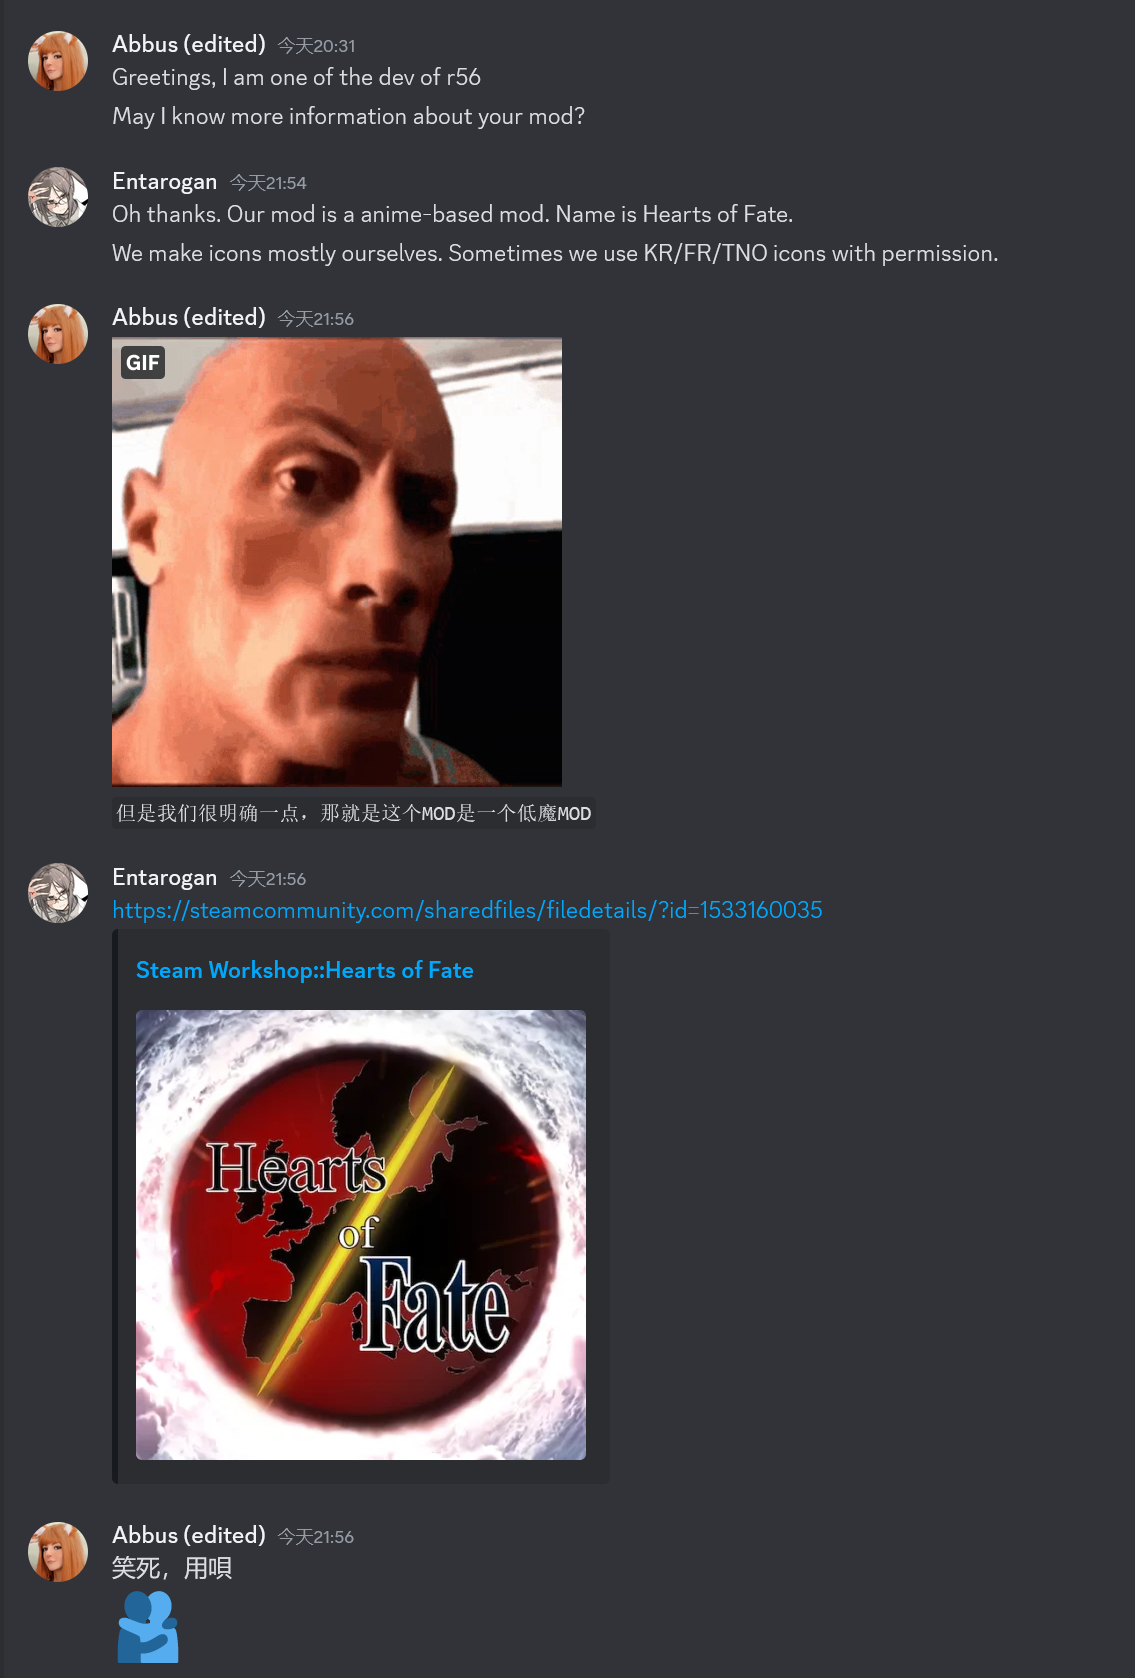 Abbus (edited) 今天20:31
Greetings, I am one of the dev of r56
May I know more information about your mod?
Entarogan 今天21:54
Oh thanks. Our mod is a anime-based mod. Name is Hearts of Fate.
We make icons mostly ourselves. Sometimes we use KR/FR/TNO icons with permission.
Abbus (edited) 今天21:56
GIF
但是我们很明确一点，那就是这个MOD是一个低魔MOD
Entarogan 今天21:56
https://steamcommunity.com/sharedfiles/filedetails/?id=1533160035
Steam Workshop::Hearts of Fate
Hearts
of
Fate
Abbus (edited) 今天21:56
笑死，用唄